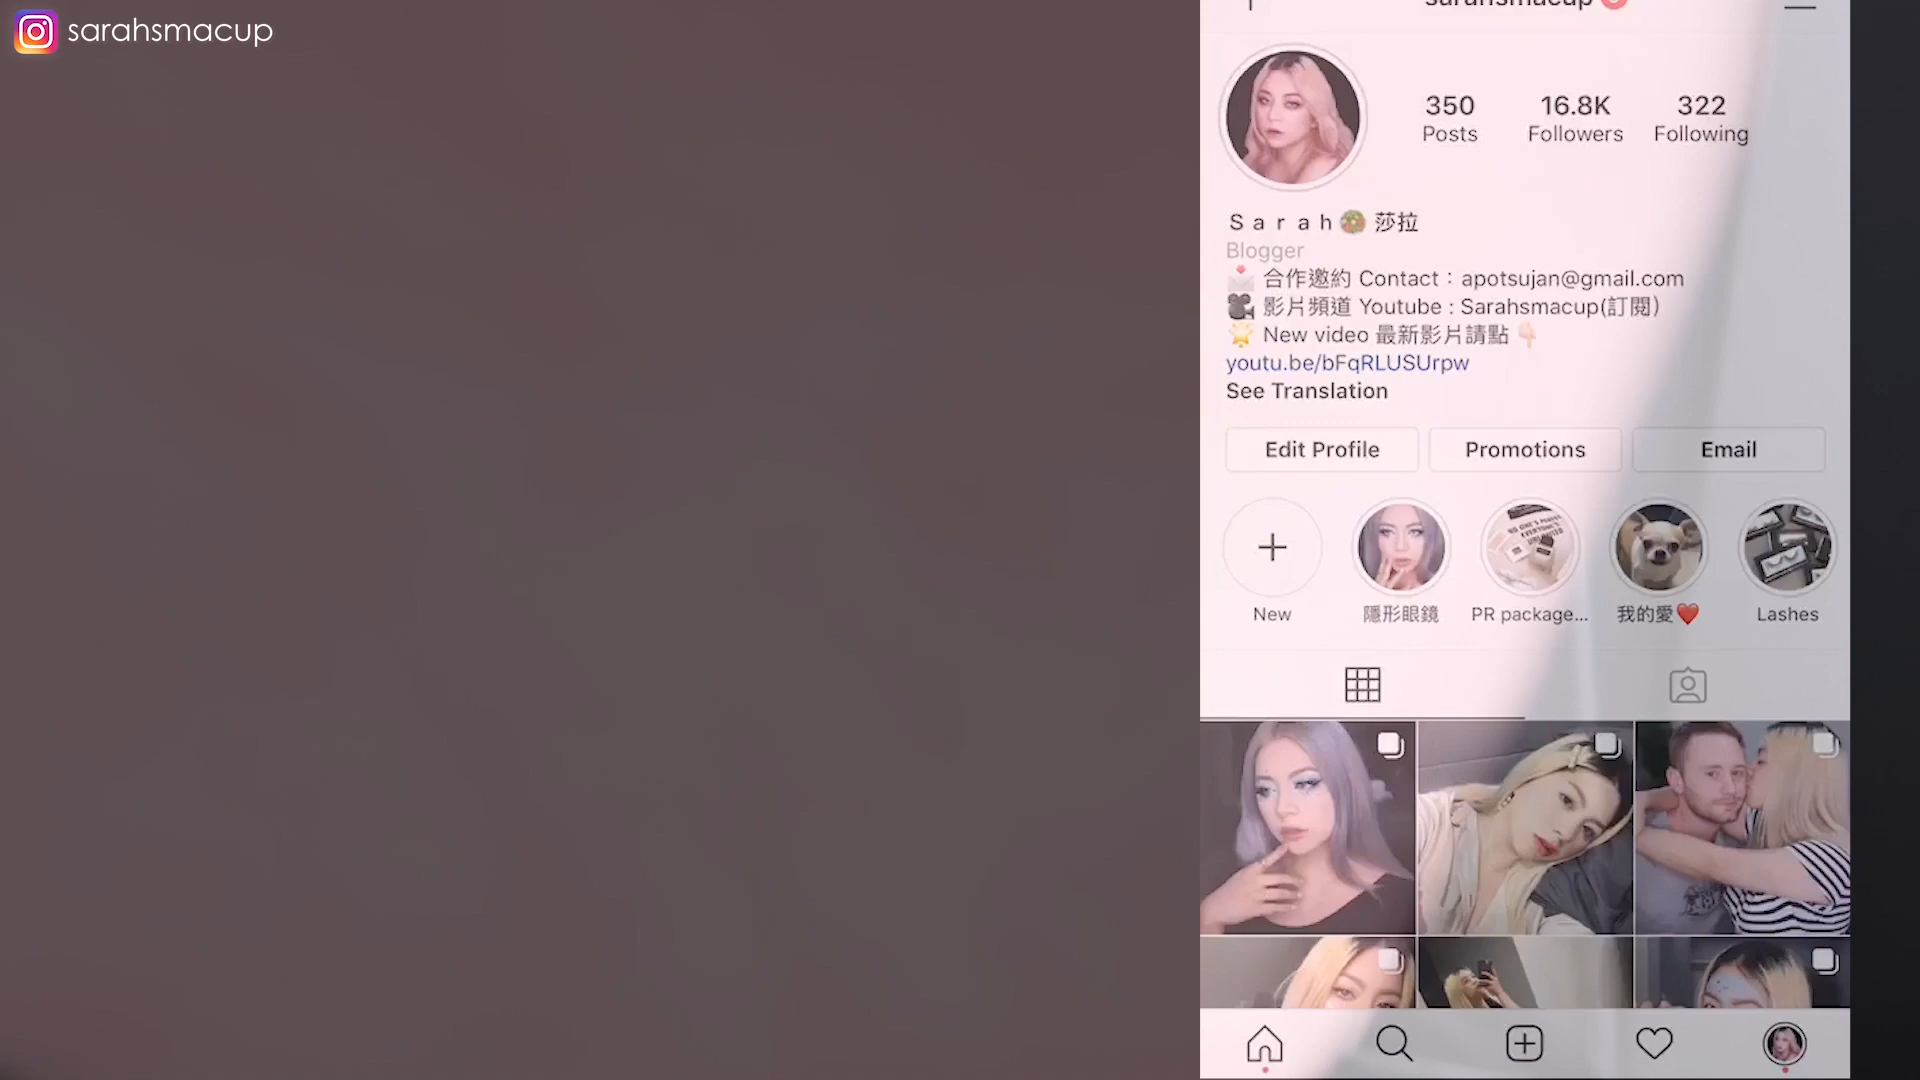 sarahsmacup
sarahsmacup
350 16.8K 322
Posts Followers Following
Sarah 莎拉
Blogger
合作邀約 Contact：apotsujan@gmail.com
影片頻道 Youtube : Sarahsmacup(訂閱)
New video 最新影片請點
youtu.be/bFqRLUSUrpw
See Translation
Edit Profile Promotions Email
New 隱形眼鏡 PR package... 我的愛❤️ Lashes